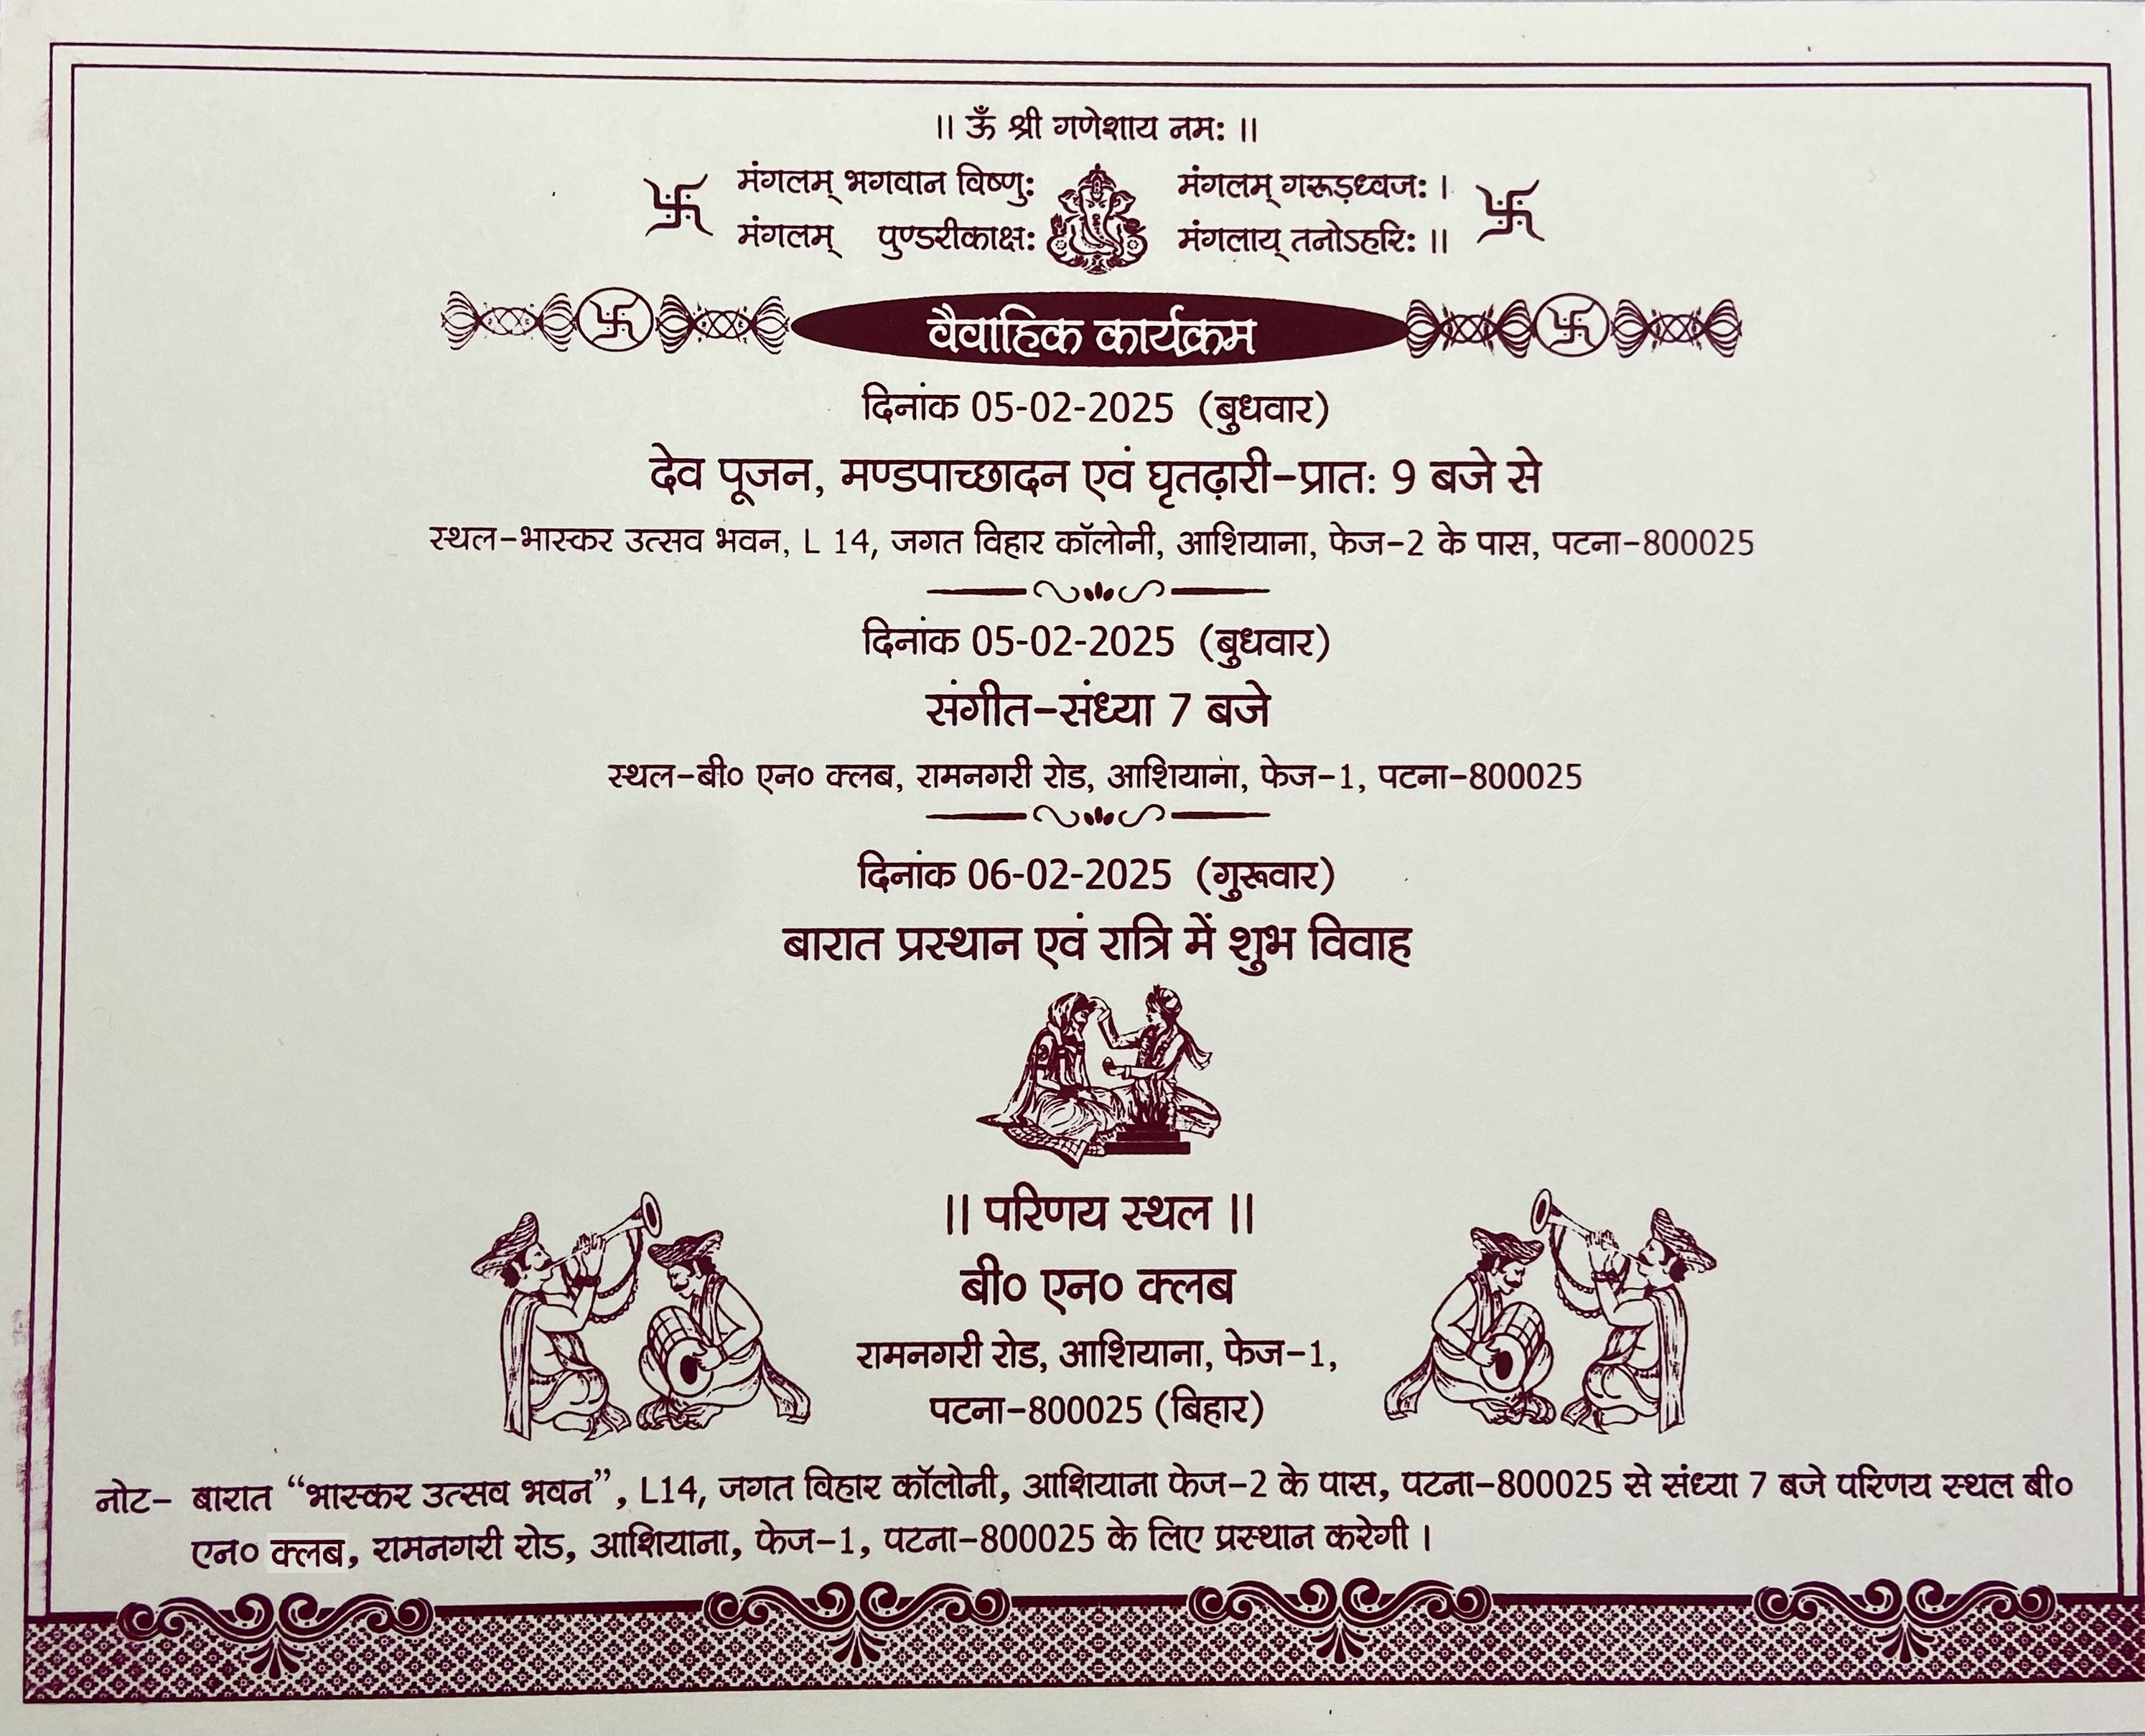 ॥ ऊँ श्री गणेशाय नमः ॥
मंगलम् भगवान विष्णुः मंगलम् गरूड़ध्वजः ।
मंगलम् पुण्डरीकाक्षः मंगलाय् तनोऽहरिः ॥
वैवाहिक कार्यक्रम
दिनांक 05-02-2025 (बुधवार)
देव पूजन, मण्डपाच्छादन एवं घृतढ़ारी-प्रातः 9 बजे से
स्थल-भास्कर उत्सव भवन, L 14, जगत विहार कॉलोनी, आशियाना, फेज-2 के पास, पटना-800025
दिनांक 05-02-2025 (बुधवार)
संगीत-संध्या 7 बजे
स्थल-बी० एन० क्लब, रामनगरी रोड, आशियाना, फेज-1, पटना-800025
दिनांक 06-02-2025 (गुरूवार)
बारात प्रस्थान एवं रात्रि में शुभ विवाह
॥ परिणय स्थल ॥
बी० एन० क्लब
रामनगरी रोड, आशियाना, फेज-1,
पटना-800025 (बिहार)
नोट- बारात “भास्कर उत्सव भवन”, L14, जगत विहार कॉलोनी, आशियाना फेज-2 के पास, पटना-800025 से संध्या 7 बजे परिणय स्थल बी०
एन० क्लब, रामनगरी रोड, आशियाना, फेज-1, पटना-800025 के लिए प्रस्थान करेगी ।